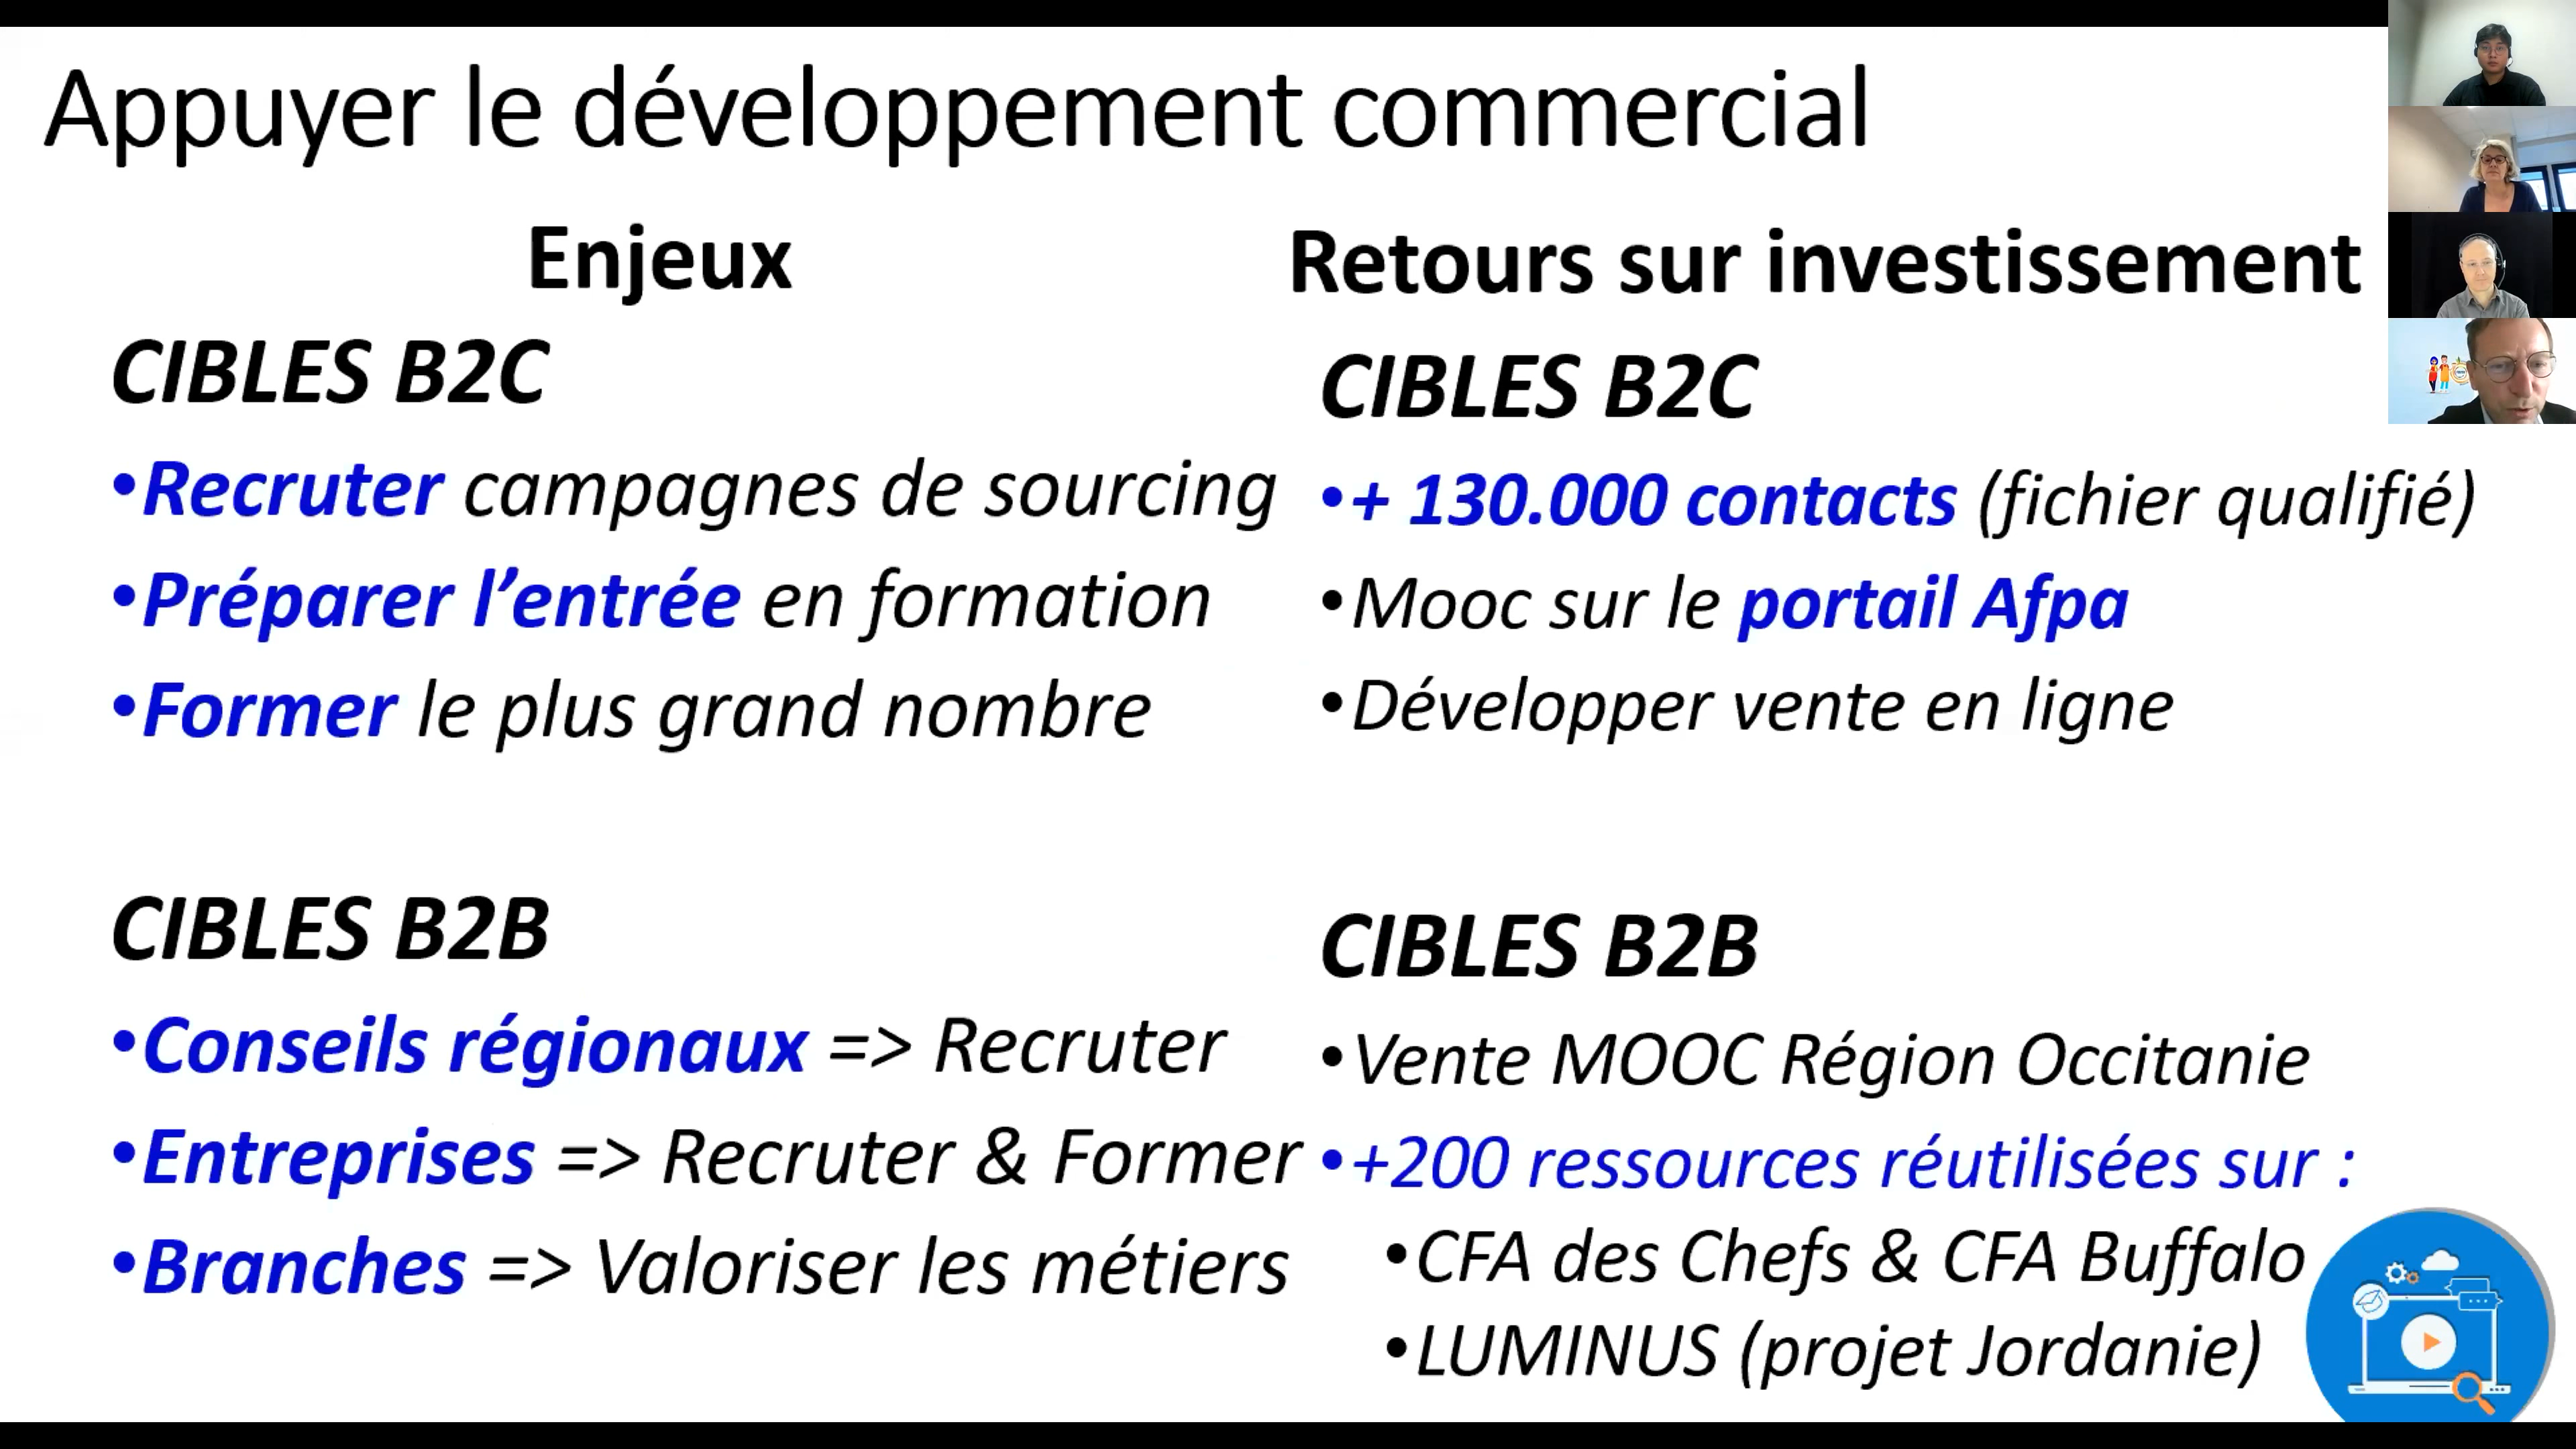 Appuyer le développement commercial
Enjeux
CIBLES B2C
•Recruter campagnes de sourcing
•Préparer l’entrée en formation
•Former le plus grand nombre
CIBLES B2B
•Conseils régionaux => Recruter
•Entreprises => Recruter & Former
•Branches => Valoriser les métiers
Retours sur investissement
CIBLES B2C
•+ 130.000 contacts (fichier qualifié)
•Mooc sur le portail Afpa
•Développer vente en ligne
CIBLES B2B
•Vente MOOC Région Occitanie
•+200 ressources réutilisées sur :
•CFA des Chefs & CFA Buffalo
•LUMINUS (projet Jordanie)